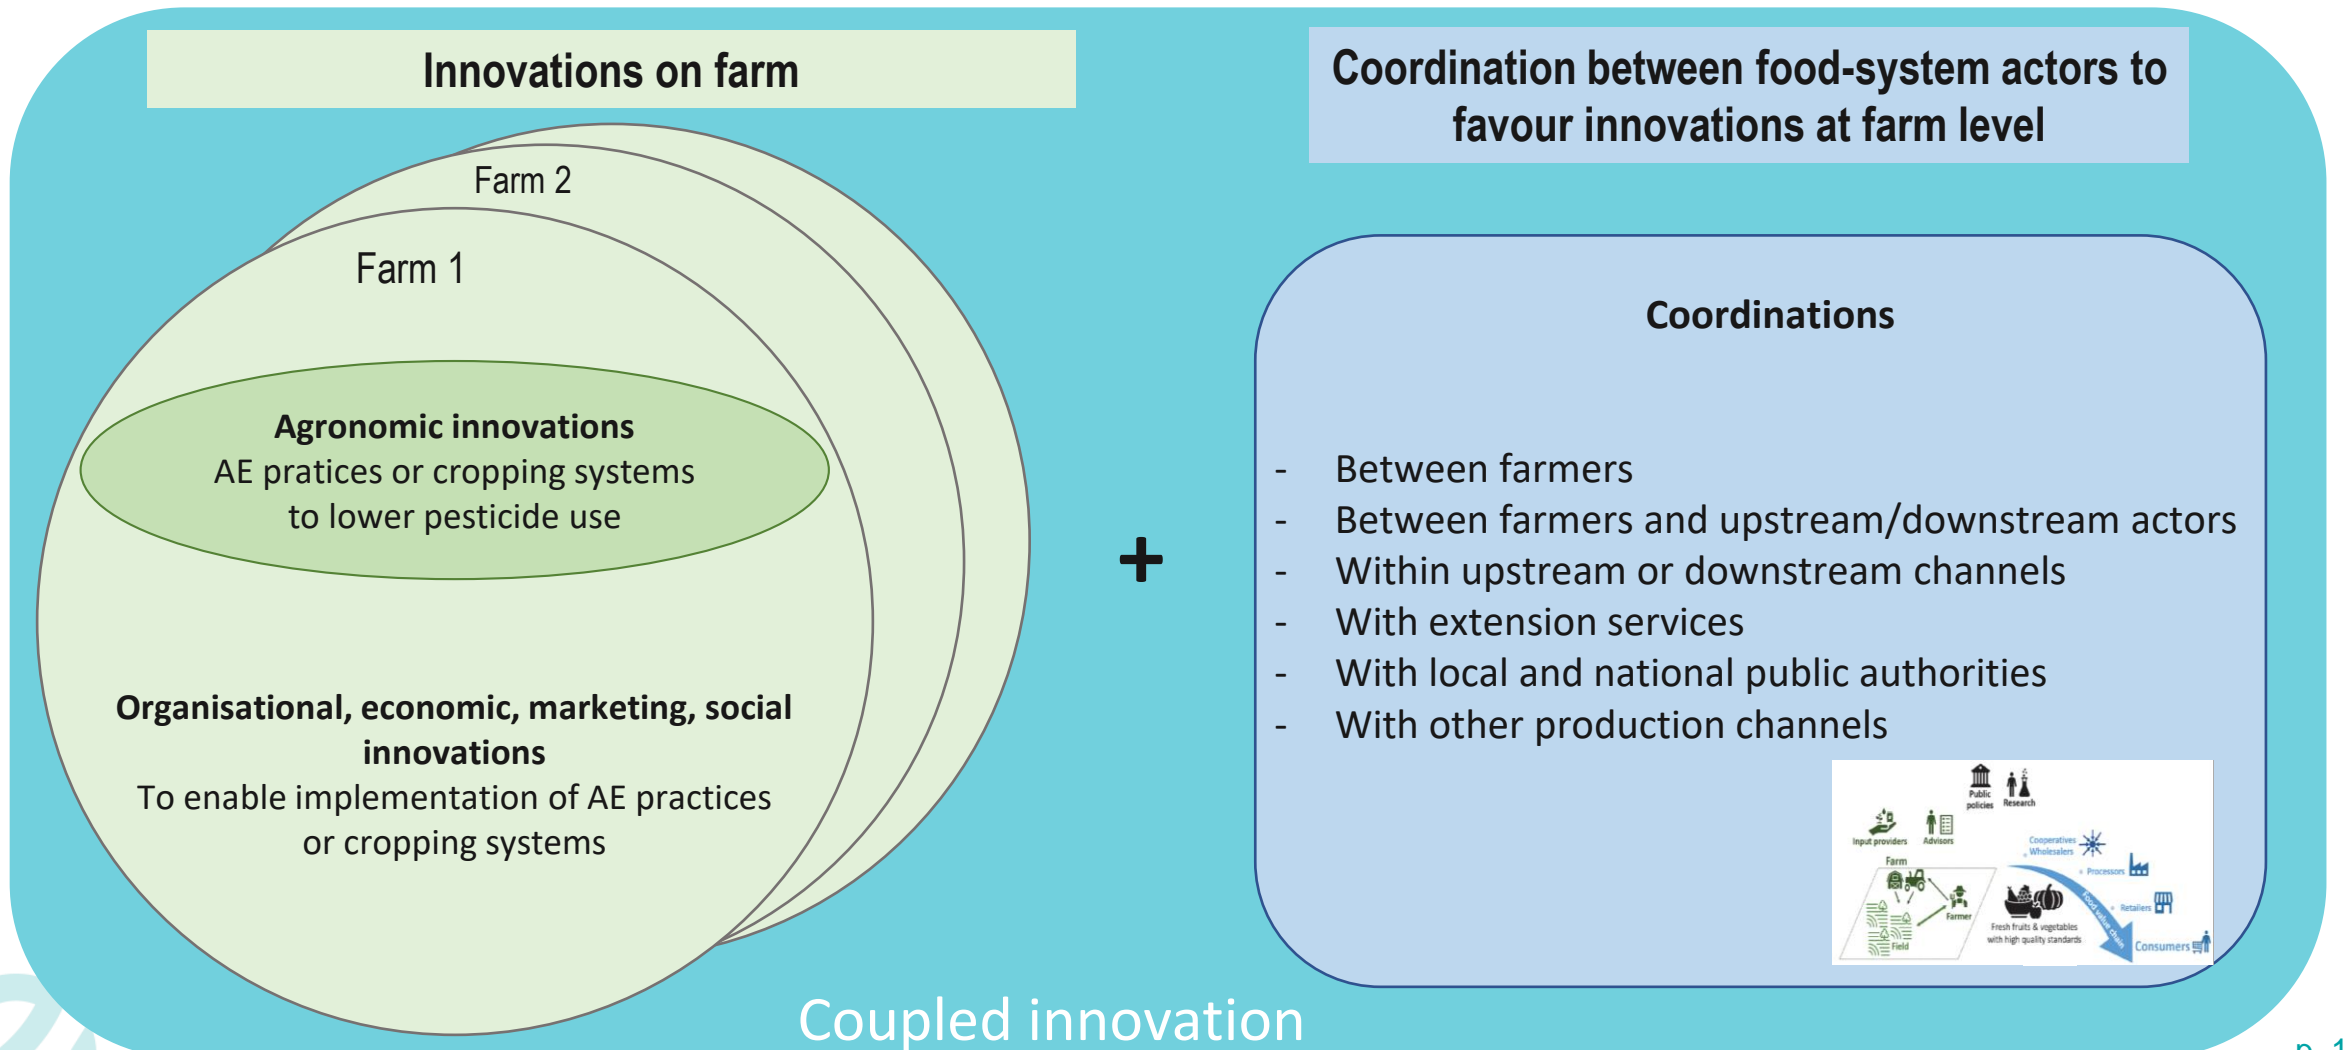 Innovations on farm
Coordination between food-system actors to
favour innovations at farm level
Farm 2
Farm 1
Agronomic innovations
AE pratices or cropping systems
to lower pesticide use
Organisational, economic, marketing, social
innovations
To enable implementation of AE practices
or cropping systems
+
Coordinations
- Between farmers
- Between farmers and upstream/downstream actors
- Within upstream or downstream channels
- With extension services
- With local and national public authorities
- With other production channels
Public
policies
Research
Input providers
Advisors
Farm
Farmer
Field
Cooperatives
Wholesalers
Processors
Retailers
Consumers
Food value chain
Fresh fruits & vegetables
with high quality standards
Coupled innovation